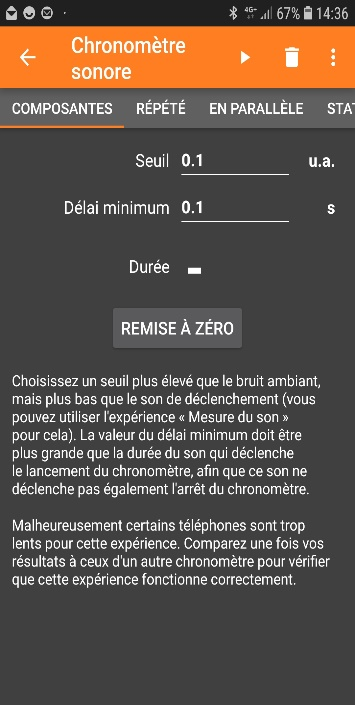 4G+ 67% 14:36
Chronomètre
sonore
COMPOSANTES RÉPÉTÉ EN PARALLÈLE STAT
Seuil 0.1 u.a.
Délai minimum 0.1 s
Durée -
REMISE À ZÉRO
Choisissez un seuil plus élevé que le bruit ambiant,
mais plus bas que le son de déclenchement (vous
pouvez utiliser l'expérience « Mesure du son »
pour cela). La valeur du délai minimum doit être
plus grande que la durée du son qui déclenche
le lancement du chronomètre, afin que ce son ne
déclenche pas également l'arrêt du chronomètre.
Malheureusement certains téléphones sont trop
lents pour cette expérience. Comparez une fois vos
résultats à ceux d'un autre chronomètre pour vérifier
que cette expérience fonctionne correctement.